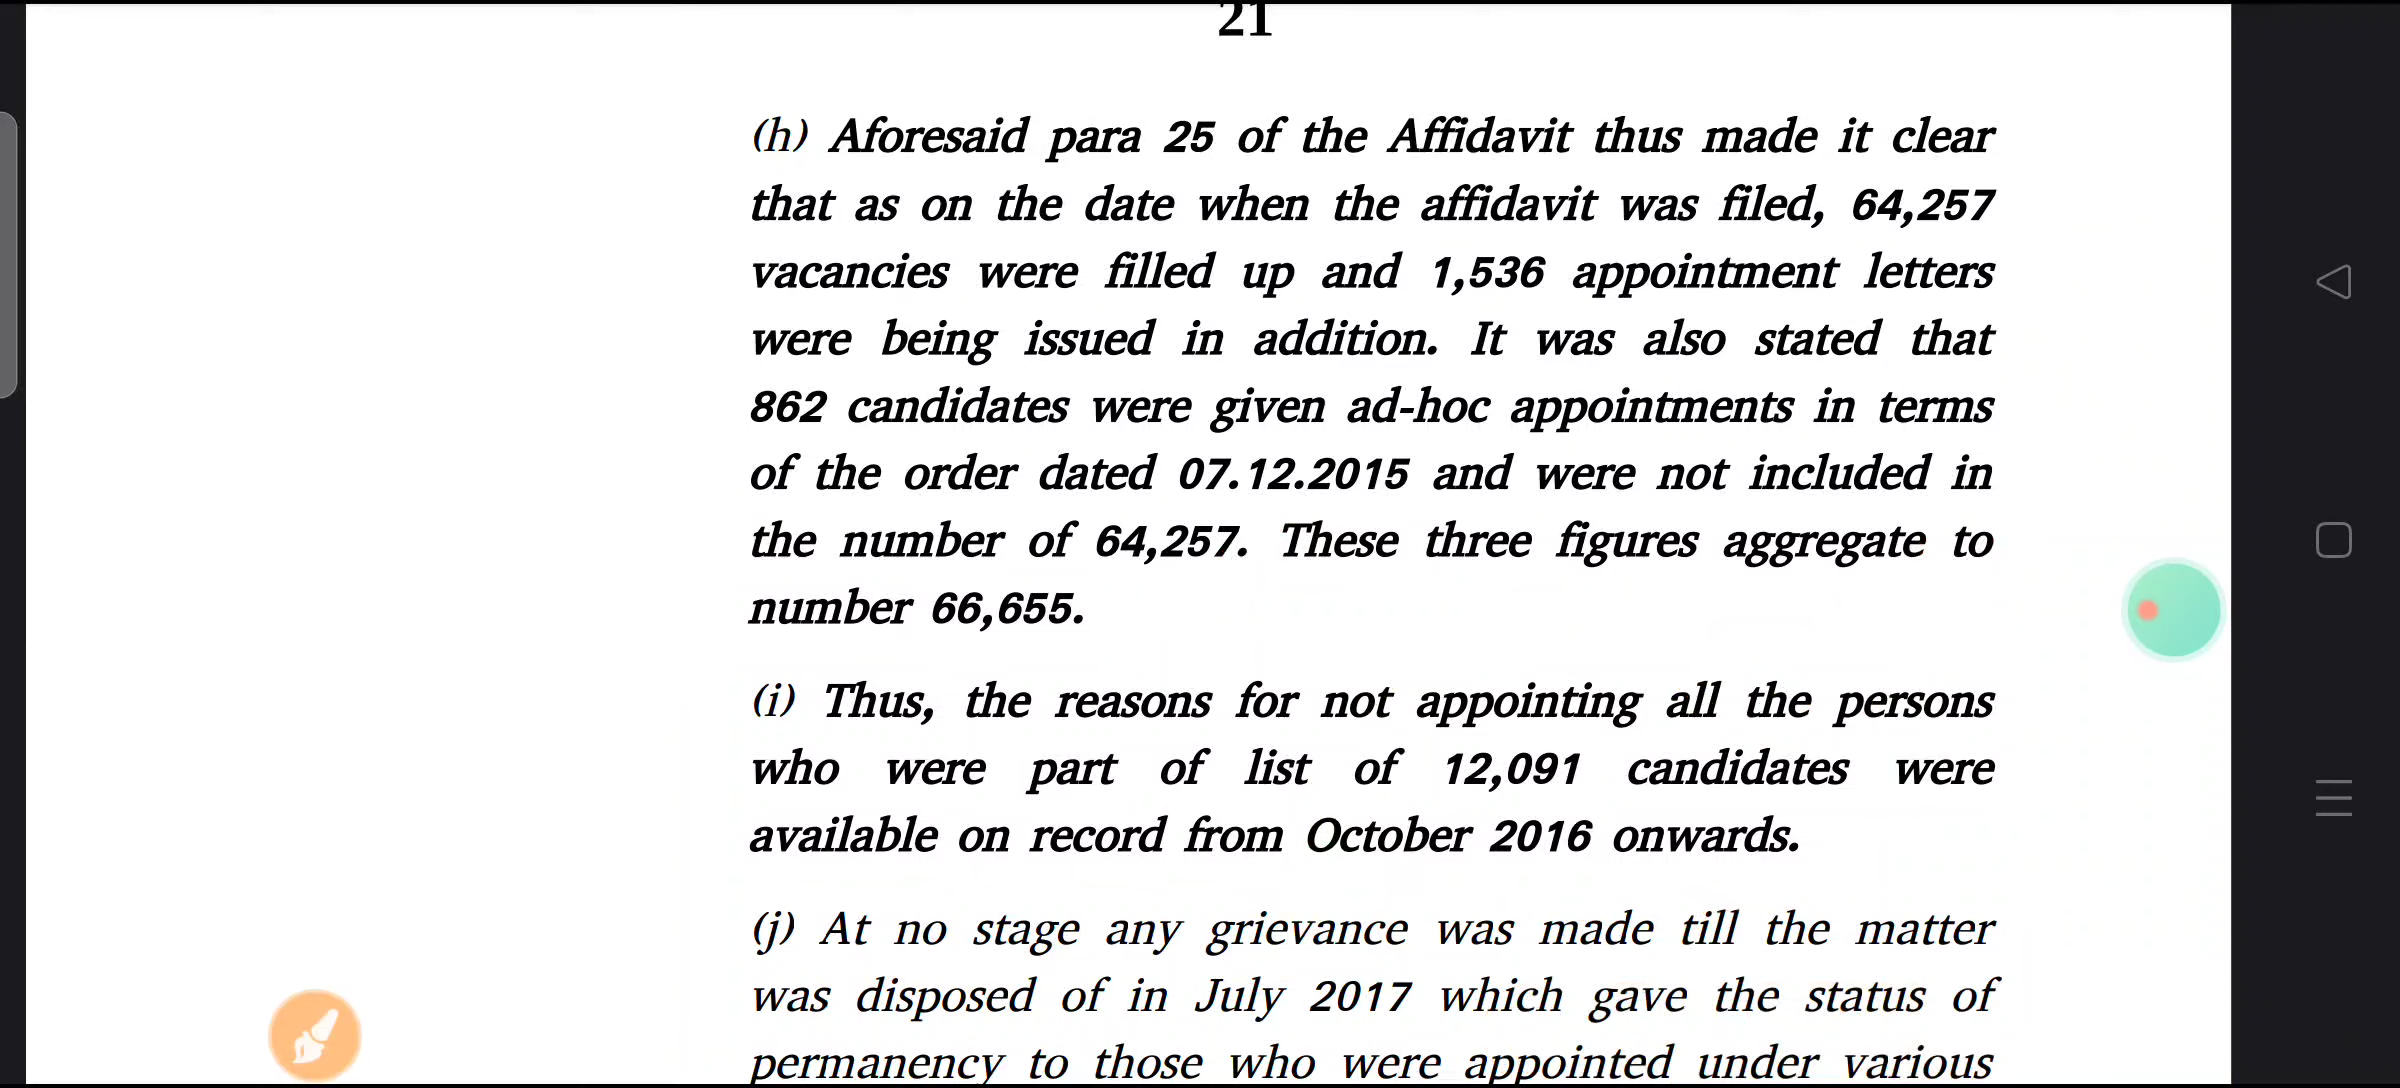 21
(h) Aforesaid para 25 of the Affidavit thus made it clear
that as on the date when the affidavit was filed, 64,257
vacancies were filled up and 1,536 appointment letters
were being issued in addition. It was also stated that
862 candidates were given ad-hoc appointments in terms
of the order dated 07.12.2015 and were not included in
the number of 64,257. These three figures aggregate to
number 66,655.
(i) Thus, the reasons for not appointing all the persons
who were part of list of 12,091 candidates were
available on record from October 2016 onwards.
(j) At no stage any grievance was made till the matter
was disposed of in July 2017 which gave the status of
permanency to those who were appointed under various